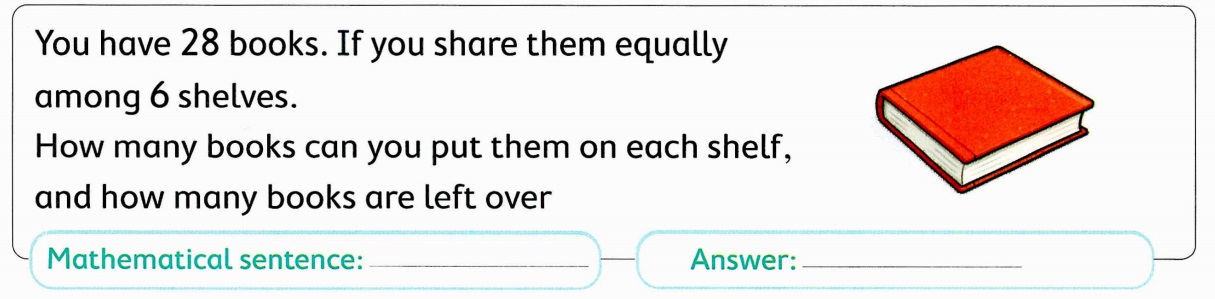 You have 28 books. If you share them equally
among 6 shelves.
How many books can you put them on each shelf,
and how many books are left over
Mathematical sentence: Answer: